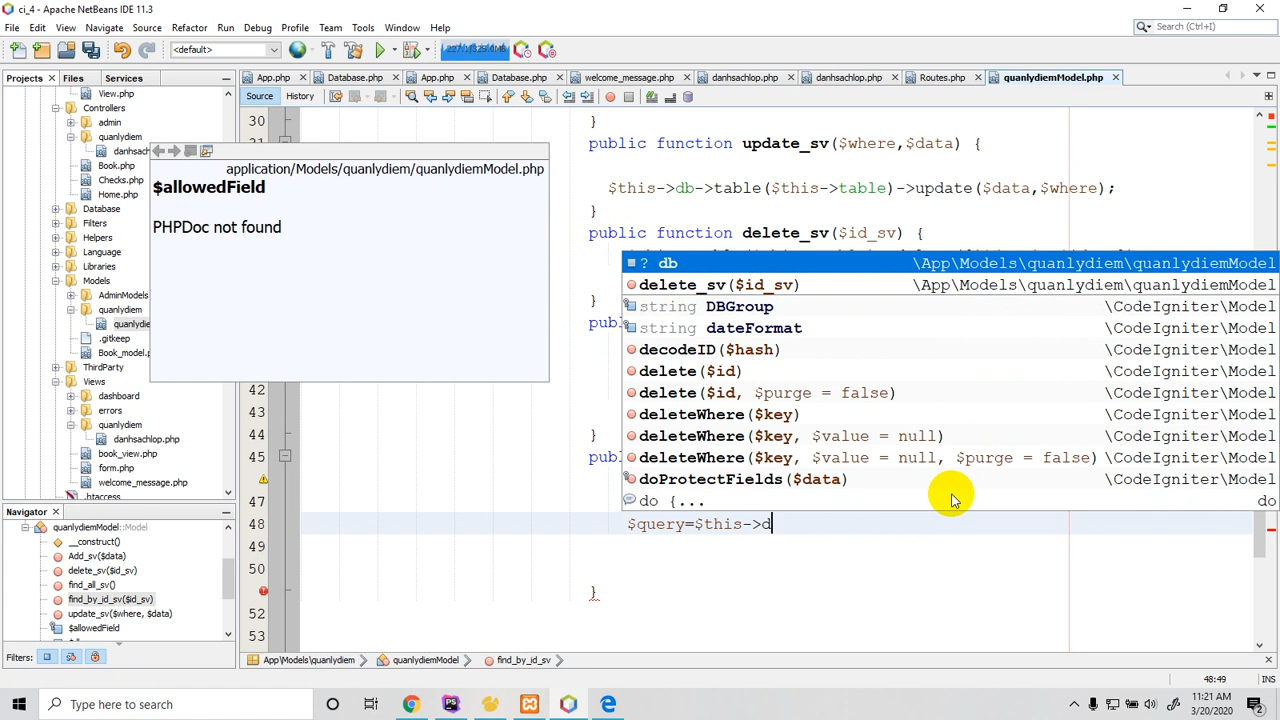 ci_4 - Apache NetBeans IDE 11.3
File Edit View Navigate Source Refactor Run Debug Profile Team Tools Window Help
Search (Ctrl+I)
<default>
Projects Files Services
App.php Database.php App.php Database.php welcome_message.php danhsachlop.php danhsachlop.php Routes.php quanlydiemModel.php
Source History
View.php
Controllers
admin
quanlydiem
danhsach
Book.php
Checks.php
Home.php
Database
Filters
Helpers
Language
Libraries
Models
AdminModels
quanlydiem
quanlydie
.gitkeep
Book_model.p
ThirdParty
Views
dashboard
errors
quanlydiem
danhsachlop.php
book_view.php
form.php
welcome_message.php
.htaccess
application/Models/quanlydiem/quanlydiemModel.php
$allowedField
PHPDoc not found
30 }
public function update_sv($where,$data) {
$this->db->table($this->table)->update($data,$where);
}
public function delete_sv($id_sv) {
? db \App\Models\quanlydiem\quanlydiemModel
delete_sv($id_sv) \App\Models\quanlydiem\quanlydiemModel
string DBGroup \CodeIgniter\Model
string dateFormat \CodeIgniter\Model
decodeID($hash) \CodeIgniter\Model
delete($id) \CodeIgniter\Model
delete($id, $purge = false) \CodeIgniter\Model
deleteWhere($key) \CodeIgniter\Model
deleteWhere($key, $value = null) \CodeIgniter\Model
deleteWhere($key, $value = null, $purge = false) \CodeIgniter\Model
doProtectFields($data) \CodeIgniter\Model
do {... do
}
publ
42
43
44 }
45 publ
47
48 $query=$this->d
49
50
}
52
53
Navigator
quanlydiemModel::Model
__construct()
Add_sv($data)
delete_sv($id_sv)
find_all_sv()
find_by_id_sv($id_sv)
update_sv($where, $data)
$allowedField
Filters:
App\Models\quanlydiem quanlydiemModel find_by_id_sv
48:49 INS
Type here to search
11:21 AM
3/20/2020
2